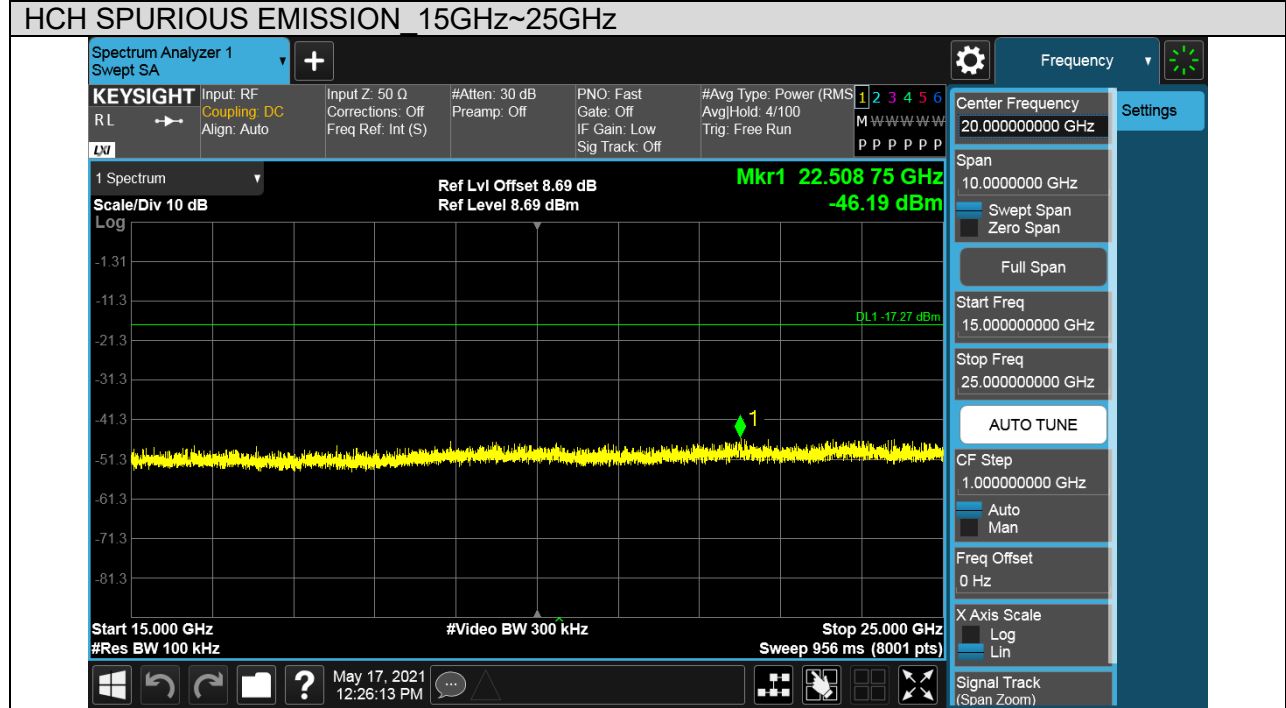 HCH SPURIOUS EMISSION_15GHz~25GHz
Spectrum Analyzer 1
Swept SA
+
Frequency
KEYSIGHT
RL
LXI
Input: RF
Coupling: DC
Align: Auto
Input Z: 50 Ω
Corrections: Off
Freq Ref: Int (S)
#Atten: 30 dB
Preamp: Off
PNO: Fast
Gate: Off
IF Gain: Low
Sig Track: Off
#Avg Type: Power (RMS
Avg|Hold: 4/100
Trig: Free Run
1 2 3 4 5 6
M W W W W W
P P P P P P
1 Spectrum
Scale/Div 10 dB
Ref Lvl Offset 8.69 dB
Ref Level 8.69 dBm
Mkr1 22.508 75 GHz
-46.19 dBm
Log
-1.31
-11.3
DL1 -17.27 dBm
-21.3
-31.3
-41.3
1
-51.3
-61.3
-71.3
-81.3
Start 15.000 GHz
#Video BW 300 kHz
Stop 25.000 GHz
#Res BW 100 kHz
Sweep 956 ms (8001 pts)
?
May 17, 2021
12:26:13 PM
Center Frequency
20.000000000 GHz
Settings
Span
10.0000000 GHz
Swept Span
Zero Span
Full Span
Start Freq
15.000000000 GHz
Stop Freq
25.000000000 GHz
AUTO TUNE
CF Step
1.000000000 GHz
Auto
Man
Freq Offset
0 Hz
X Axis Scale
Log
Lin
Signal Track
(Span Zoom)